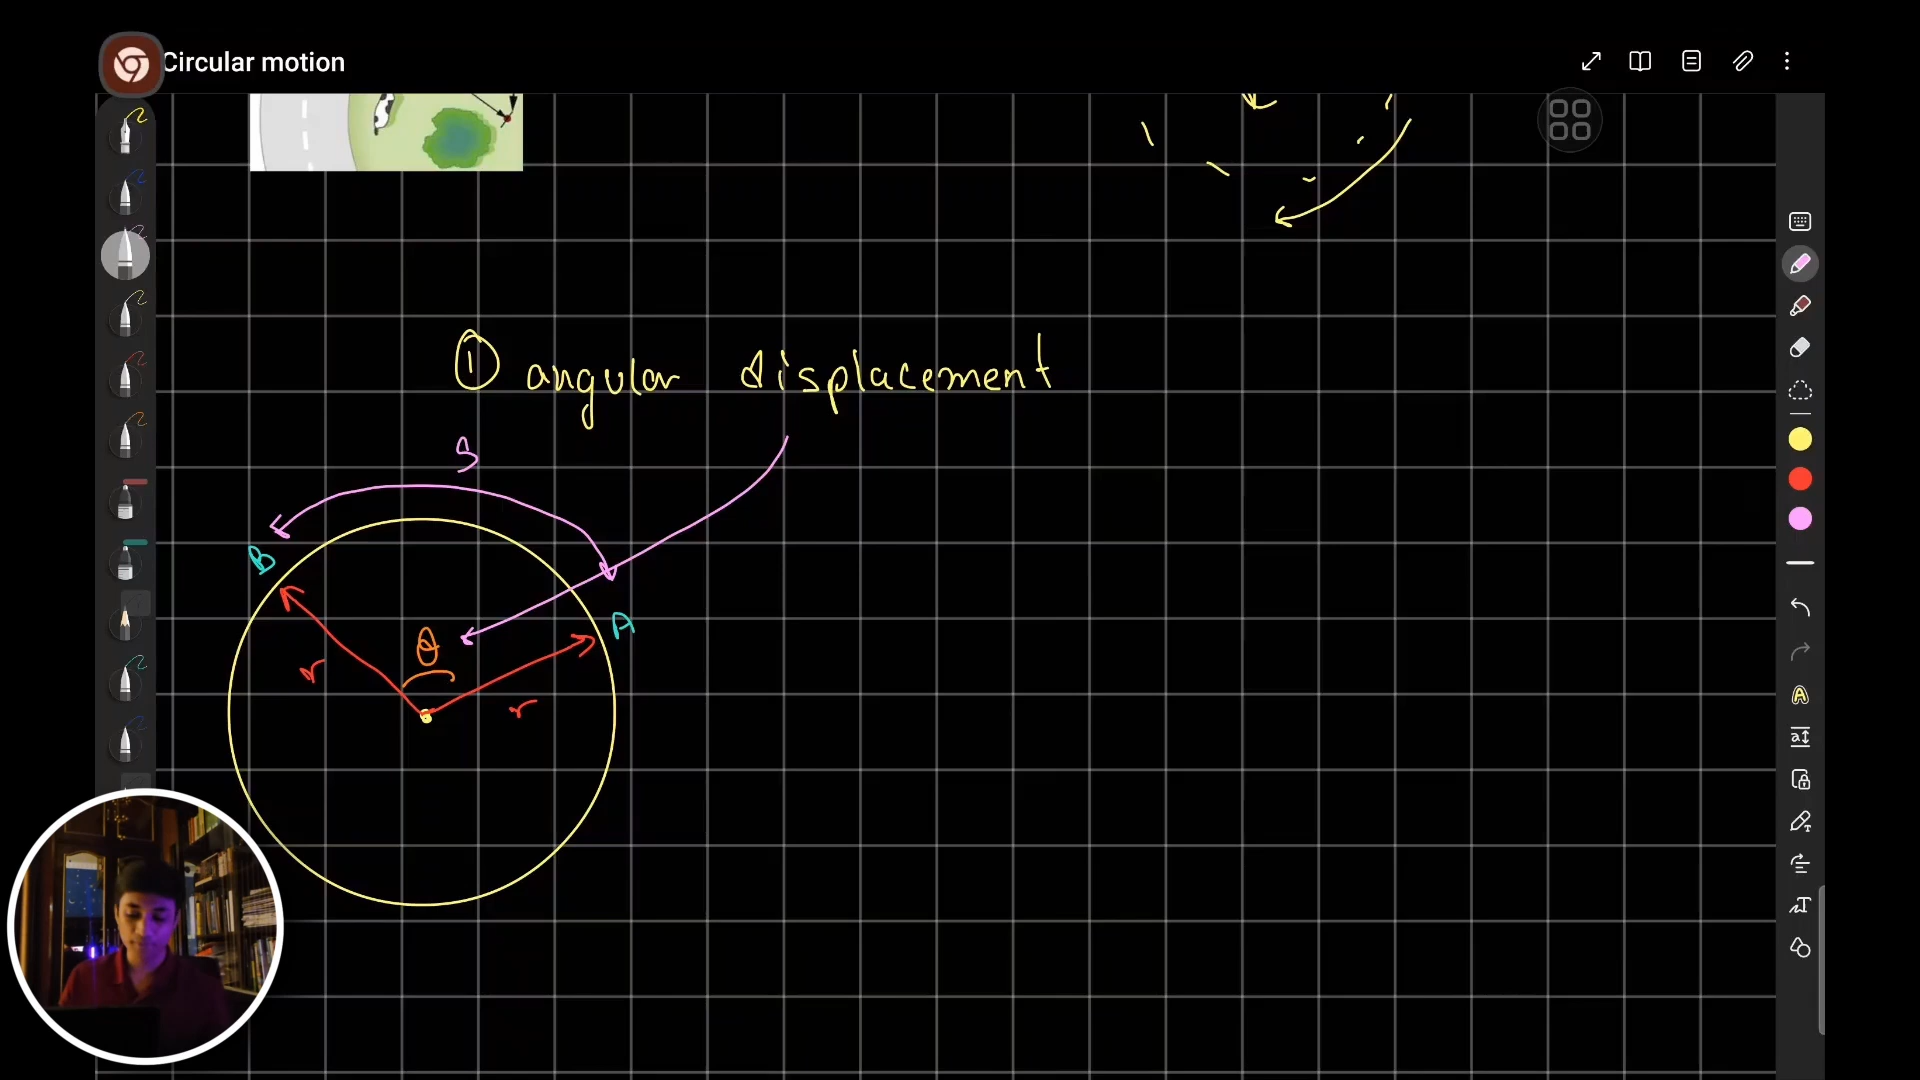 Circular motion
① angular displacement
S
B
A
θ
r
r